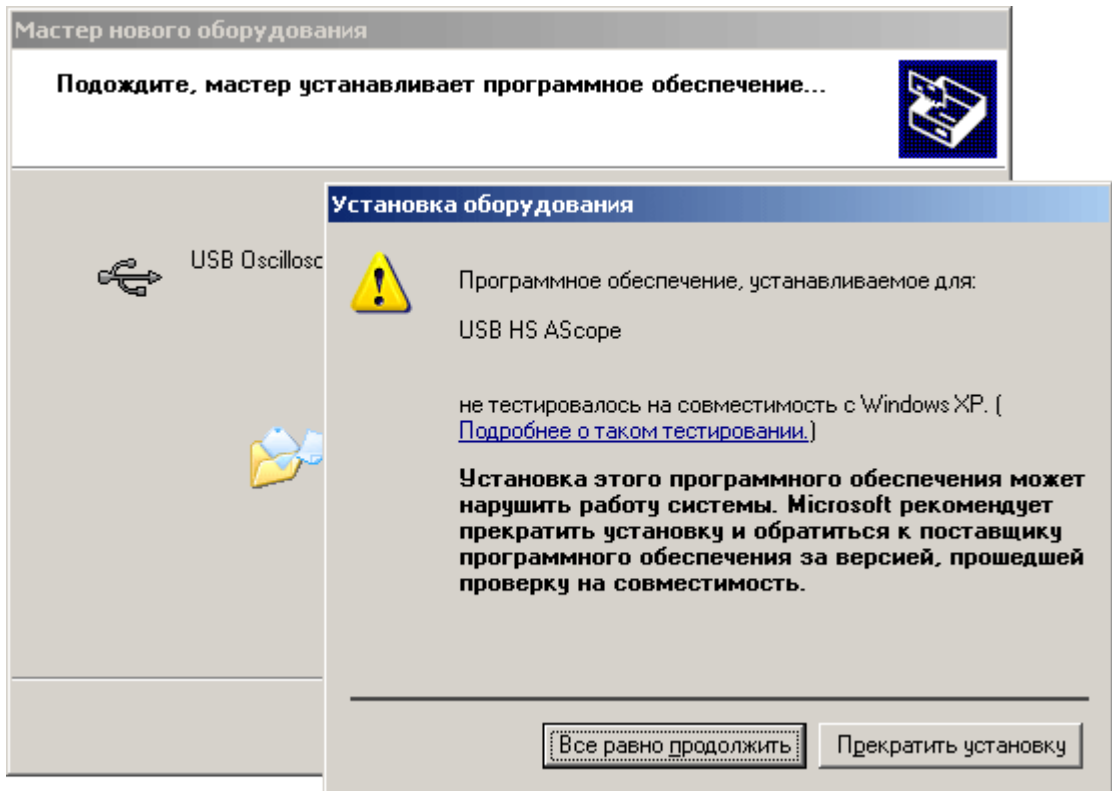 Мастер нового оборудования
Подождите, мастер устанавливает программное обеспечение...
USB Oscillosc
Установка оборудования
Программное обеспечение, устанавливаемое для:
USB HS AScope
не тестировалось на совместимость с Windows XP. (
Подробнее о таком тестировании.)
Установка этого программного обеспечения может
нарушить работу системы. Microsoft рекомендует
прекратить установку и обратиться к поставщику
программного обеспечения за версией, прошедшей
проверку на совместимость.
Все равно продолжить
Прекратить установку